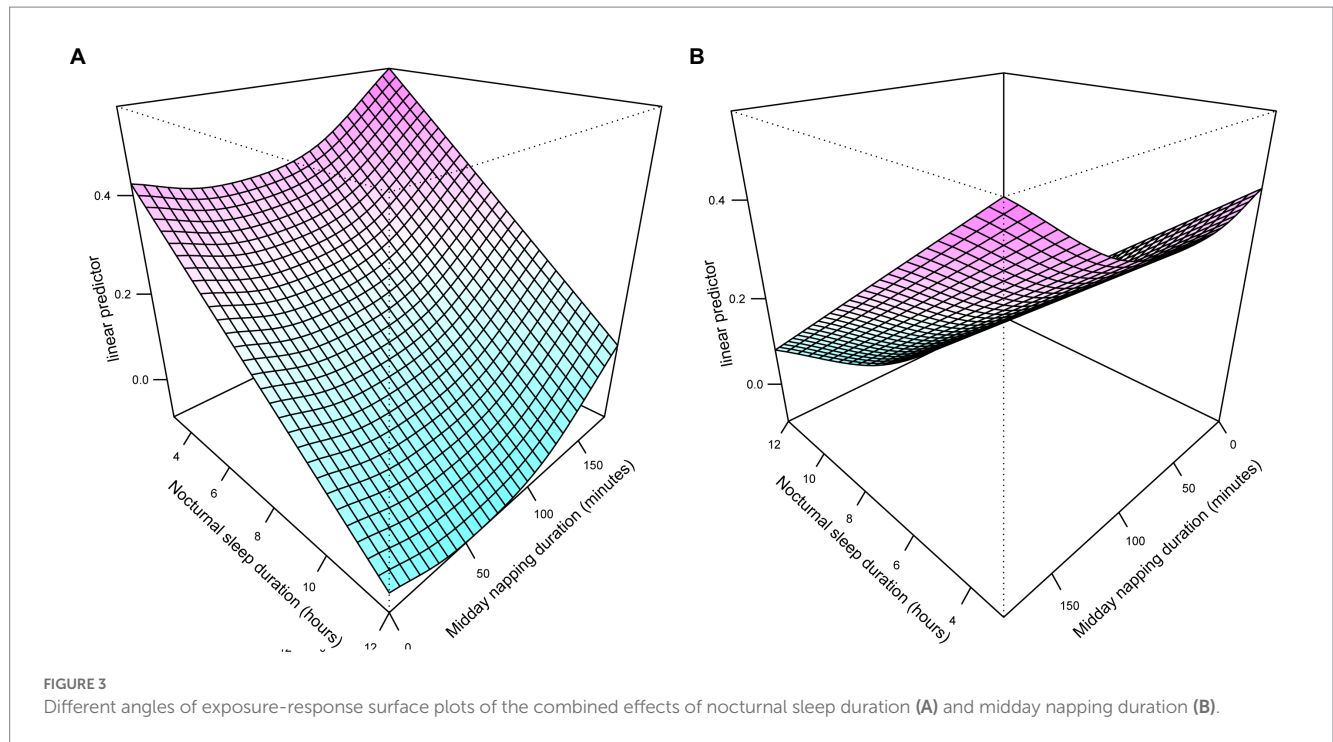 A
B
0.4
0.2
0.0
linear predictor
4
6
8
10
12
Nocturnal sleep duration (hours)
0
50
100
150
Midday napping duration (minutes)
0.4
0.2
0.0
linear predictor
12
10
8
6
4
Nocturnal sleep duration (hours)
0
50
100
150
Midday napping duration (minutes)
FIGURE 3
Different angles of exposure-response surface plots of the combined effects of nocturnal sleep duration (A) and midday napping duration (B).